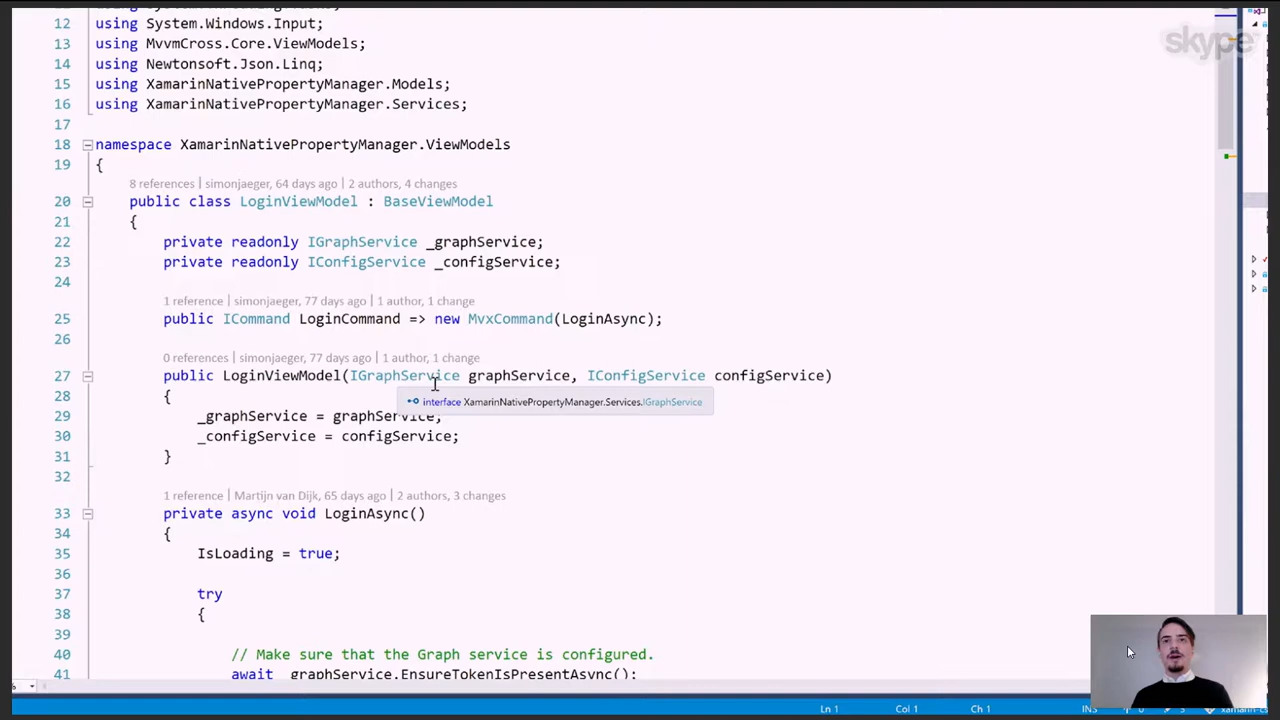 12 using System.Windows.Input;
skype
13 using MvvmCross.Core.ViewModels;
14 using Newtonsoft.Json.Linq;
15 using XamarinNativePropertyManager.Models;
16 using XamarinNativePropertyManager.Services;
17
18 namespace XamarinNativePropertyManager.ViewModels
19 {
8 references | simonjaeger, 64 days ago | 2 authors, 4 changes
20 public class LoginViewModel : BaseViewModel
21 {
22 private readonly IGraphService _graphService;
23 private readonly IConfigService _configService;
24
1 reference | simonjaeger, 77 days ago | 1 author, 1 change
25 public ICommand LoginCommand => new MvxCommand(LoginAsync);
26
0 references | simonjaeger, 77 days ago | 1 author, 1 change
27 public LoginViewModel(IGraphService graphService, IConfigService configService)
28 {
interface XamarinNativePropertyManager.Services.IGraphService
29 _graphService = graphService;
30 _configService = configService;
31 }
32
1 reference | Martijn van Dijk, 65 days ago | 2 authors, 3 changes
33 private async void LoginAsync()
34 {
35 IsLoading = true;
36
37 try
38 {
39
40 // Make sure that the Graph service is configured.
41 await _graphService.EnsureTokenIsPresentAsync();
Ln 1 Col 1 Ch 1 INS